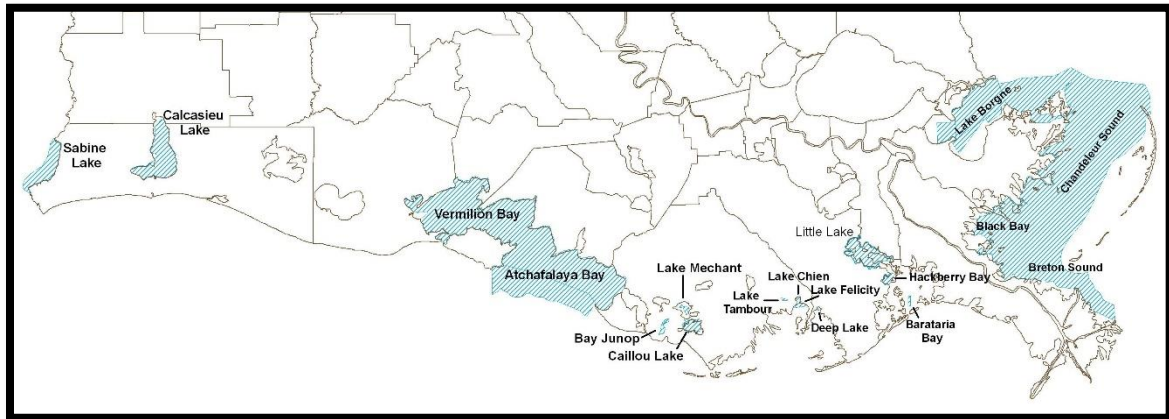 Calcasieu
Lake
Sabine
Lake
Vermilion Bay
Atchafalaya Bay
Lake Mechant
Bay Junop
Caillou Lake
Lake
Tambour
Lake Chien
Lake Felicity
Deep Lake
Little Lake
Hackberry Bay
Barataria
Bay
Lake Borgne
Chandeleur Sound
Black Bay
Breton Sound